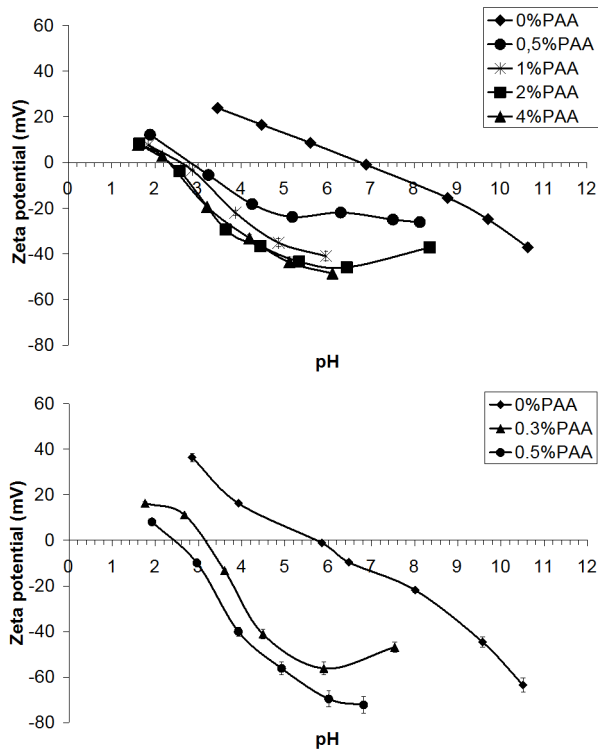 60
40
20
0
-20
-40
-60
-80
Zeta potential (mV)
0 1 2 3 4 5 6 7 8 9 10 11 12
pH
0%PAA
0,5%PAA
1%PAA
2%PAA
4%PAA
60
40
20
0
-20
-40
-60
-80
Zeta potential (mV)
0 1 2 3 4 5 6 7 8 9 10 11 12
pH
0%PAA
0.3%PAA
0.5%PAA